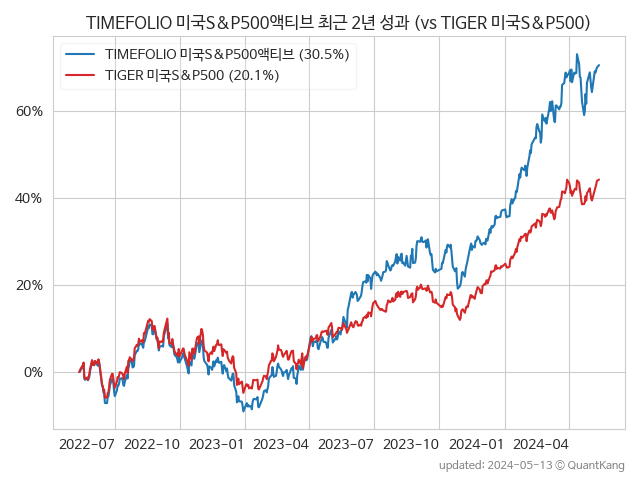 TIMEFOLIO 미국S&P500액티브 최근 2년 성과 (vs TIGER 미국S&P500)
TIMEFOLIO 미국S&P500액티브 (30.5%)
TIGER 미국S&P500 (20.1%)
60%
40%
20%
0%
2022-07 2022-10 2023-01 2023-04 2023-07 2023-10 2024-01 2024-04
updated: 2024-05-13 © QuantKang